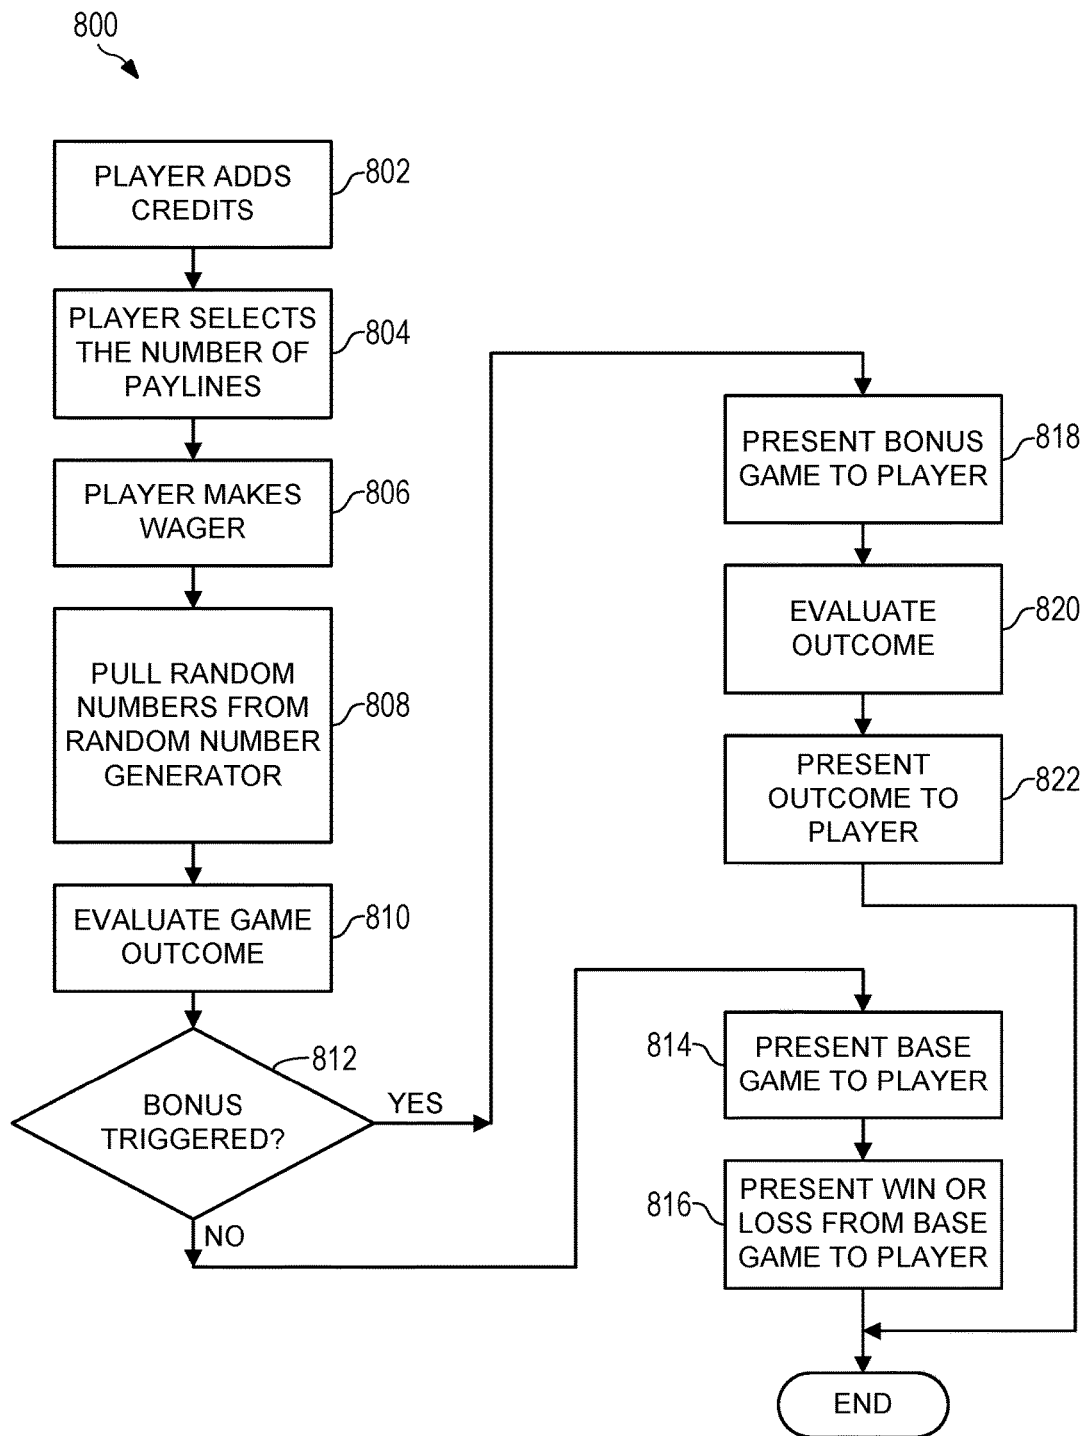 800
PLAYER ADDS
CREDITS
802
PLAYER SELECTS
THE NUMBER OF
PAYLINES
804
PLAYER MAKES
WAGER
806
PULL RANDOM
NUMBERS FROM
RANDOM NUMBER
GENERATOR
808
EVALUATE GAME
OUTCOME
810
BONUS
TRIGGERED?
812
YES
NO
PRESENT BONUS
GAME TO PLAYER
818
EVALUATE
OUTCOME
820
PRESENT
OUTCOME TO
PLAYER
822
814
PRESENT BASE
GAME TO PLAYER
816
PRESENT WIN OR
LOSS FROM BASE
GAME TO PLAYER
END